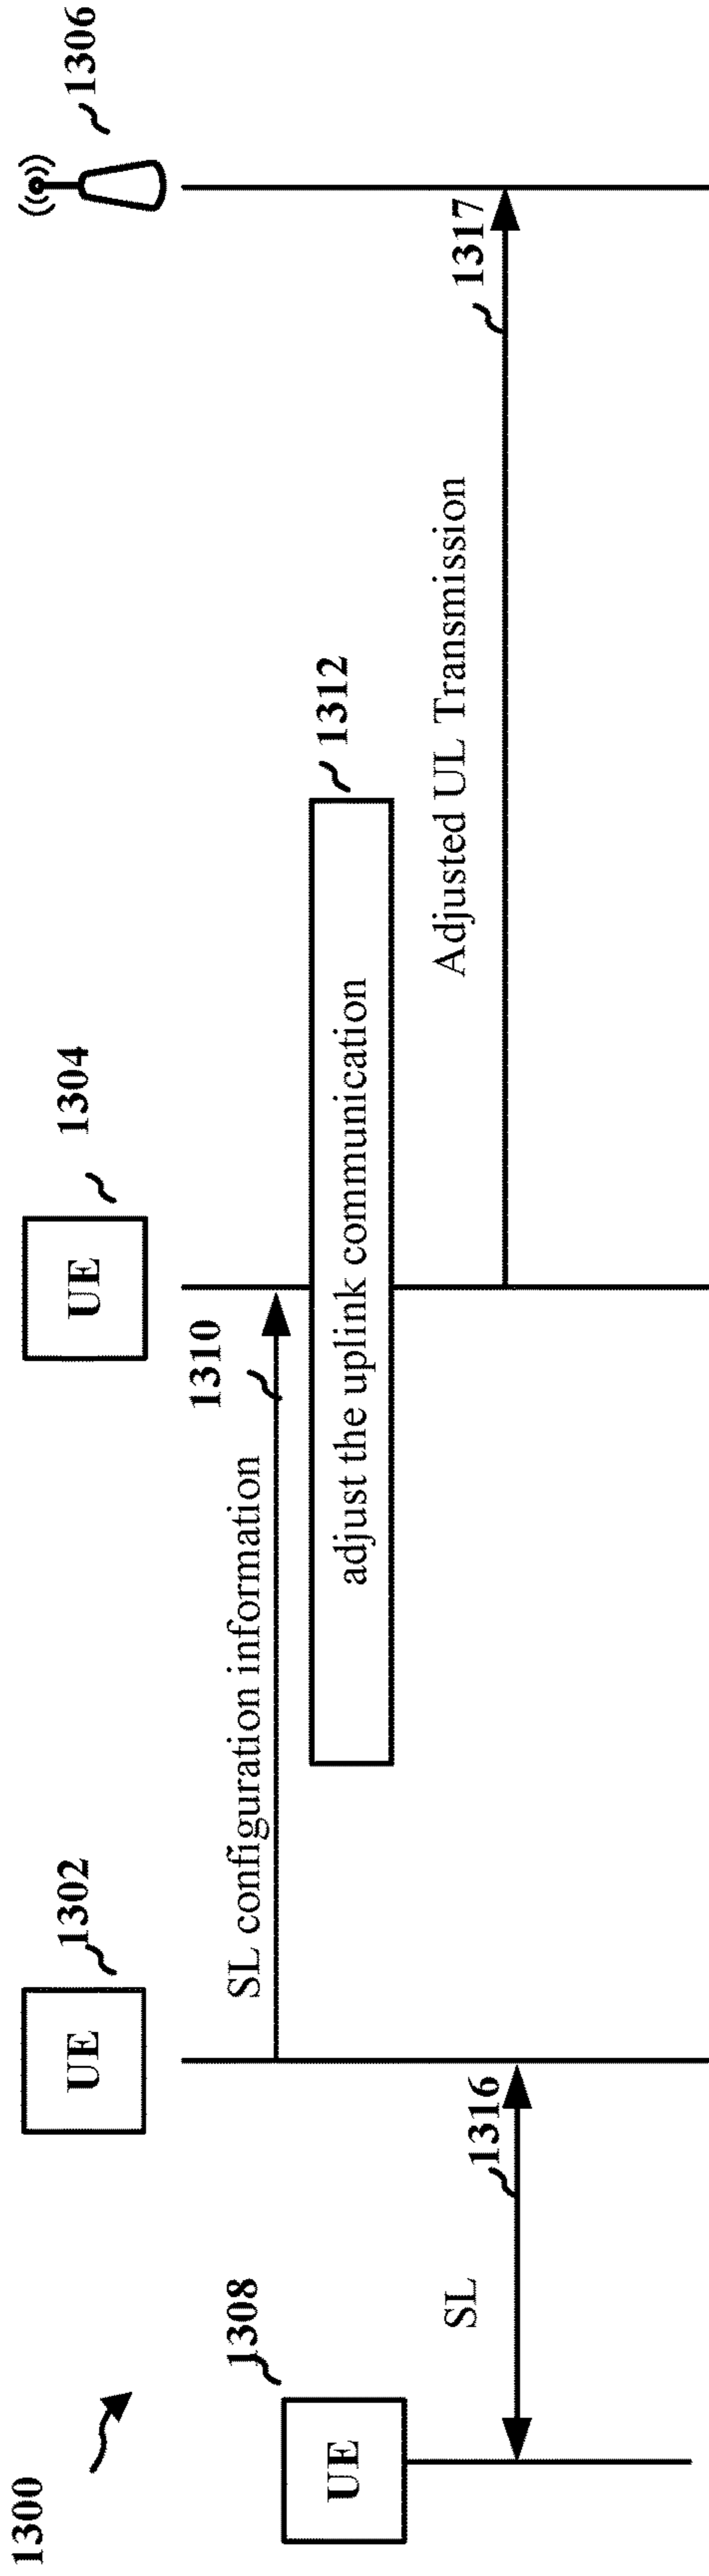 1300
UE
1308
UE
1302
UE
1304
1306
SL configuration information
1310
adjust the uplink communication
1312
SL
1316
Adjusted UL Transmission
1317